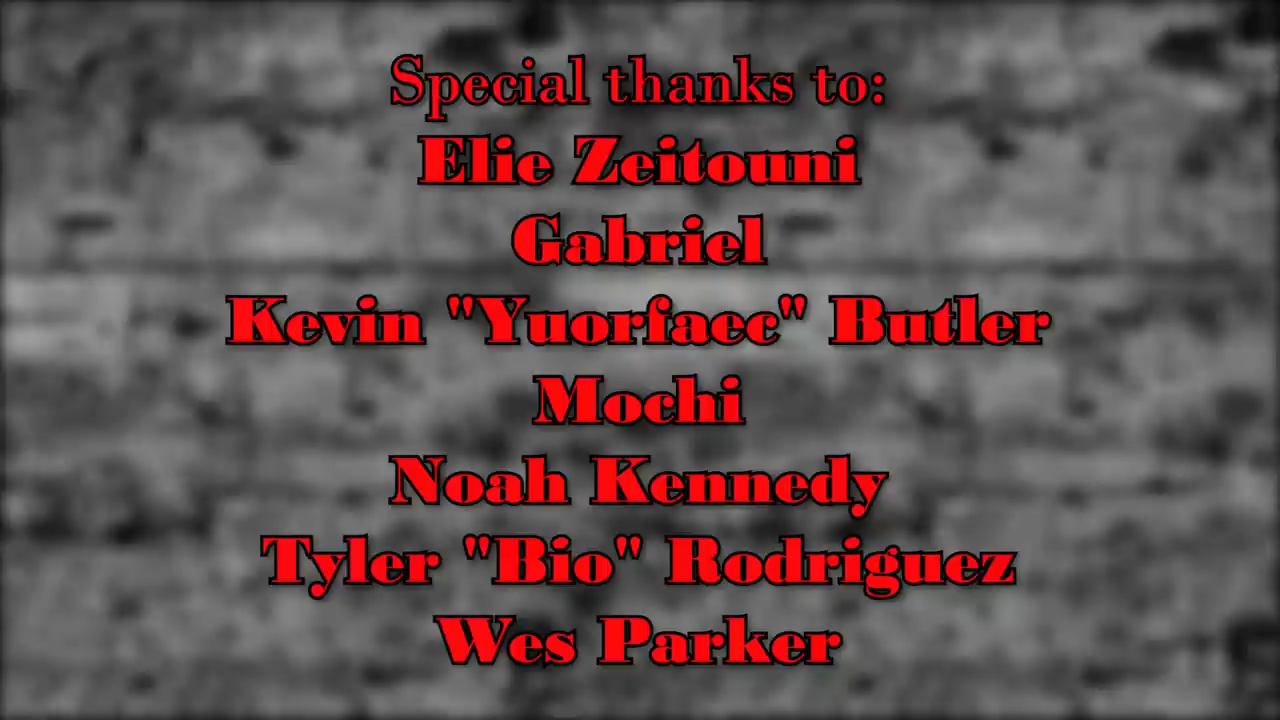 Special thanks to:
Elie Zeitouni
Gabriel
Kevin "Yuorfaec" Butler
Mochi
Noah Kennedy
Tyler "Bio" Rodriguez
Wes Parker